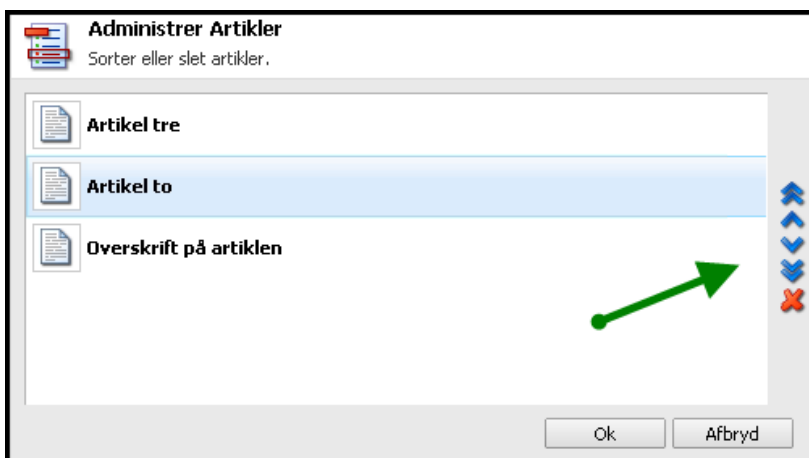 Administrer Artikler
Sorter eller slet artikler.
Artikel tre
Artikel to
Overskrift på artiklen
Ok
Afbryd